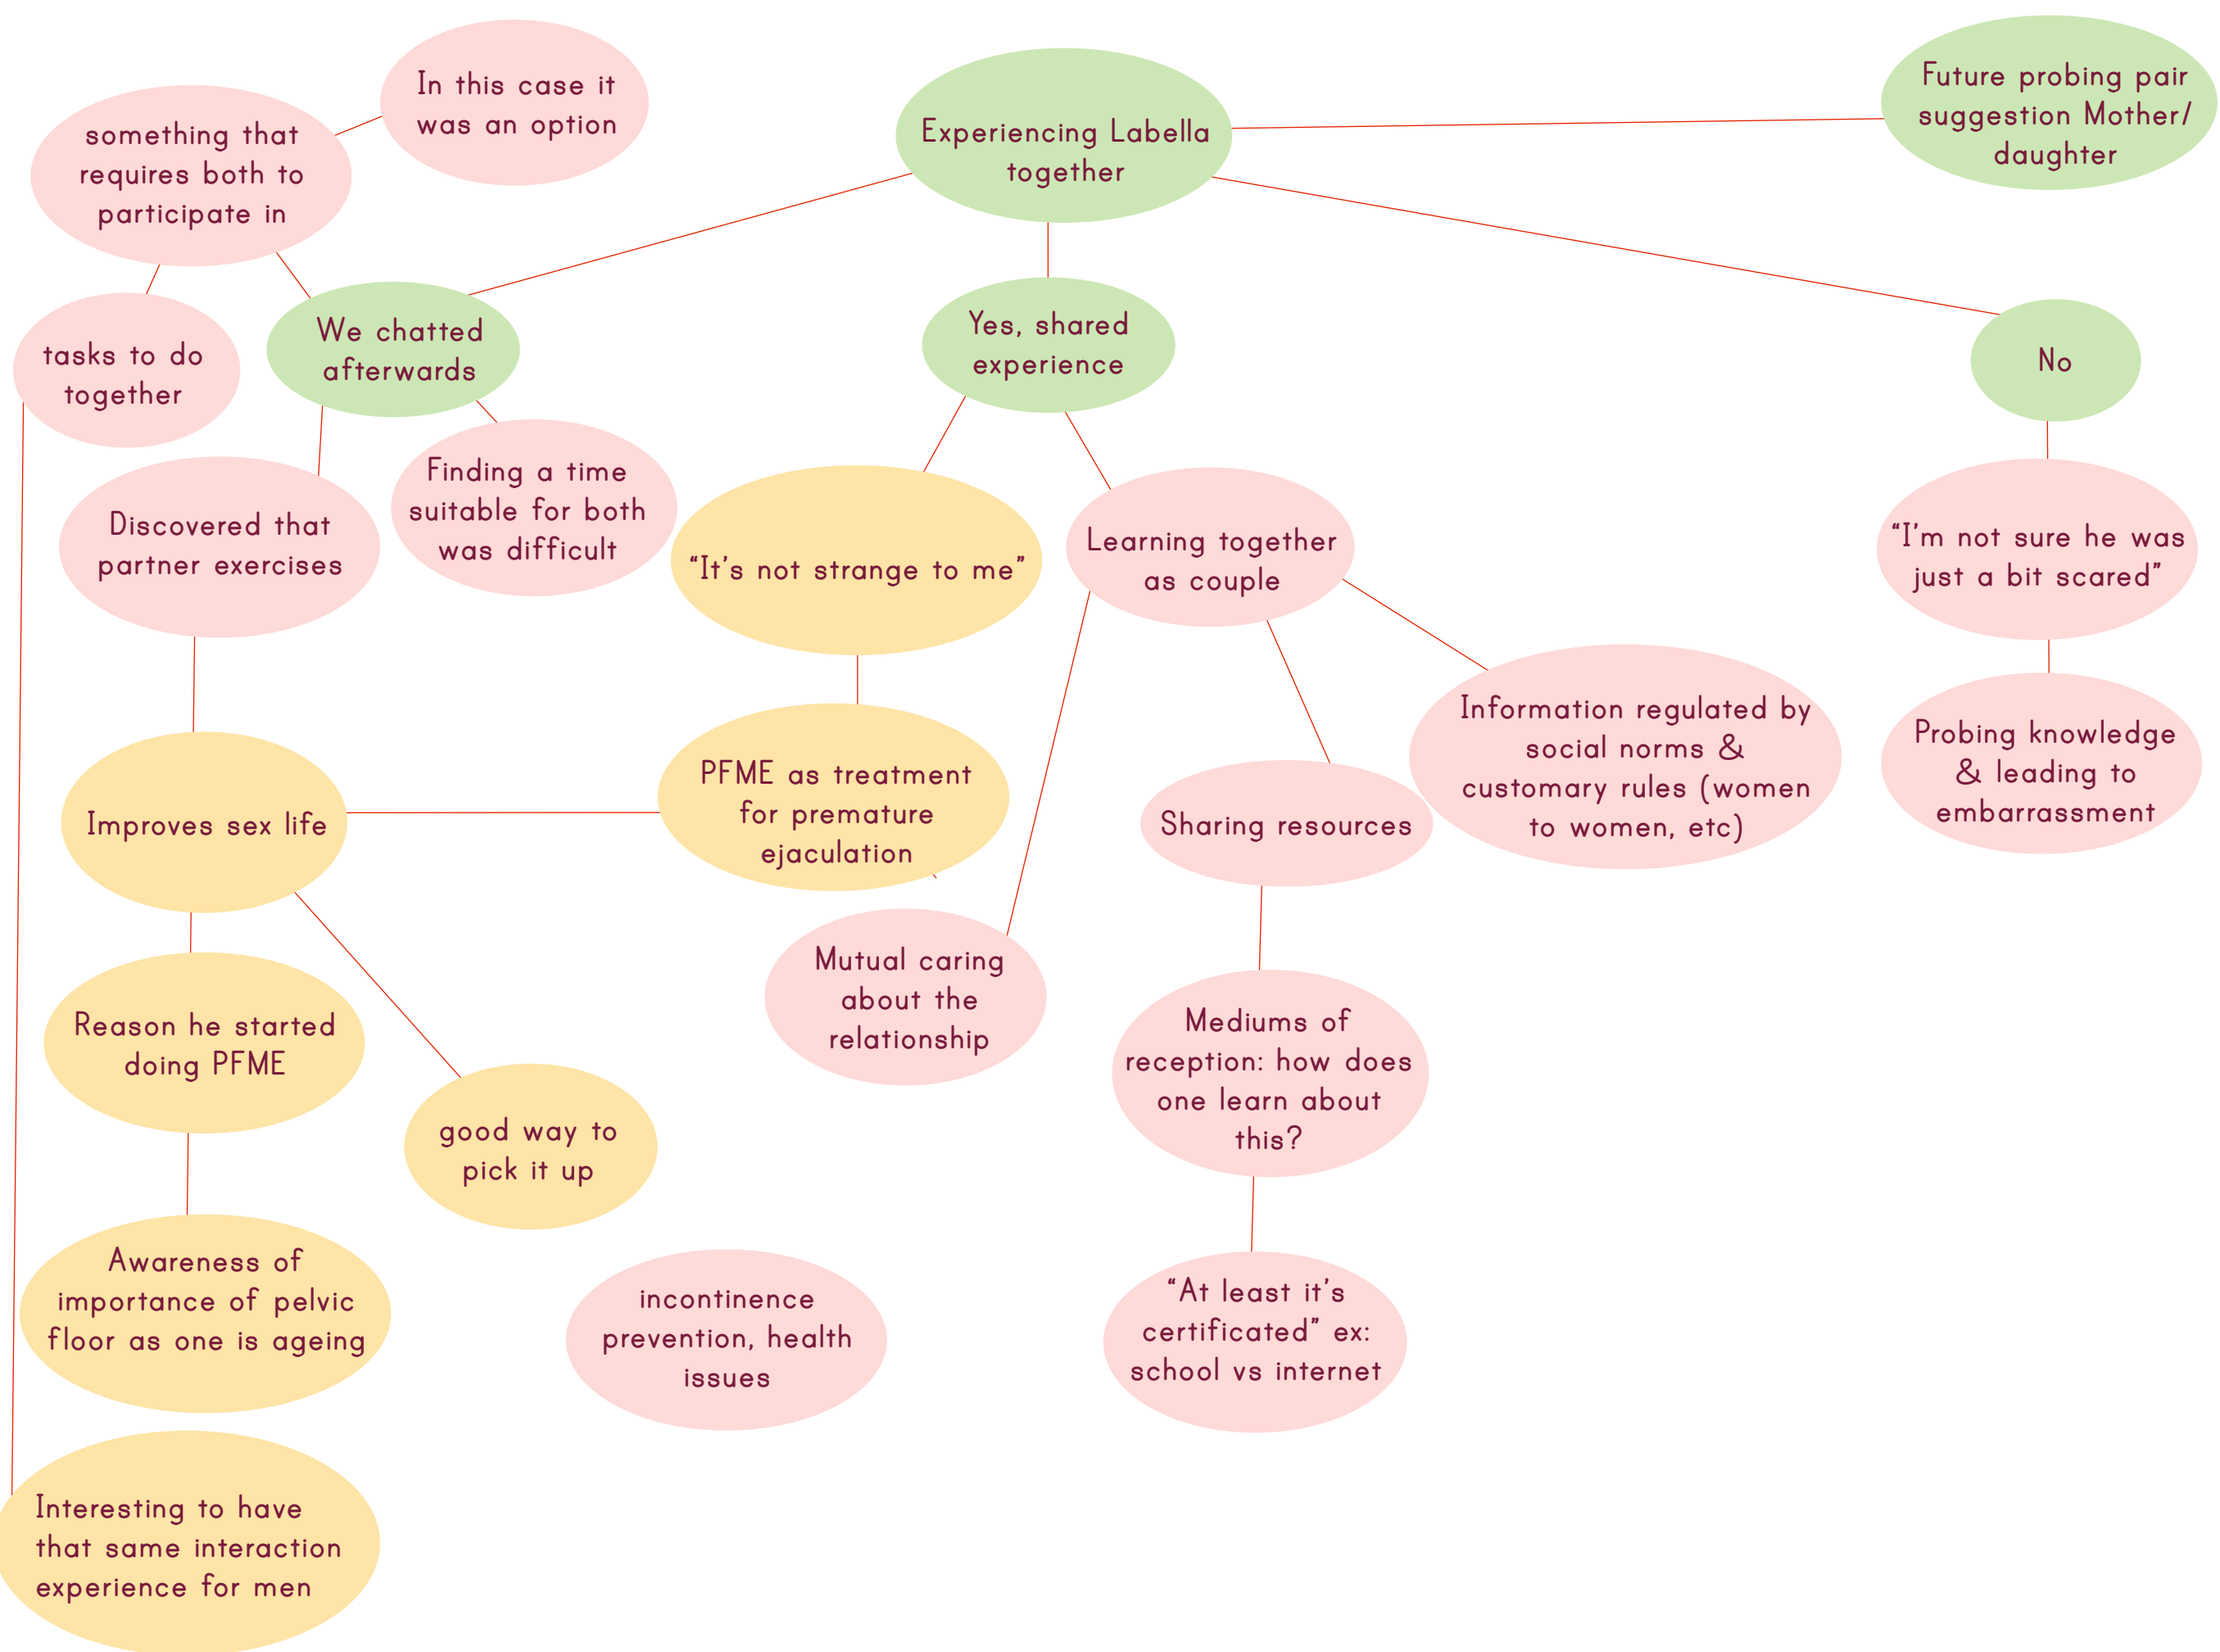 In this case it
was an option
something that
requires both to
participate in
Experiencing Labella
together
Future probing pair
suggestion Mother/
daughter
tasks to do
together
We chatted
afterwards
Yes, shared
experience
No
Discovered that
partner exercises
Finding a time
suitable for both
was difficult
“It's not strange to me”
Learning together
as couple
“I'm not sure he was
just a bit scared”
Improves sex life
PFME as treatment
for premature
ejaculation
Sharing resources
Information regulated by
social norms &
customary rules (women
to women, etc)
Probing knowledge
& leading to
embarrassment
Reason he started
doing PFME
Mutual caring
about the
relationship
Mediums of
reception: how does
one learn about
this?
good way to
pick it up
Awareness of
importance of pelvic
floor as one is ageing
incontinence
prevention, health
issues
“At least it's
certificated” ex:
school vs internet
Interesting to have
that same interaction
experience for men